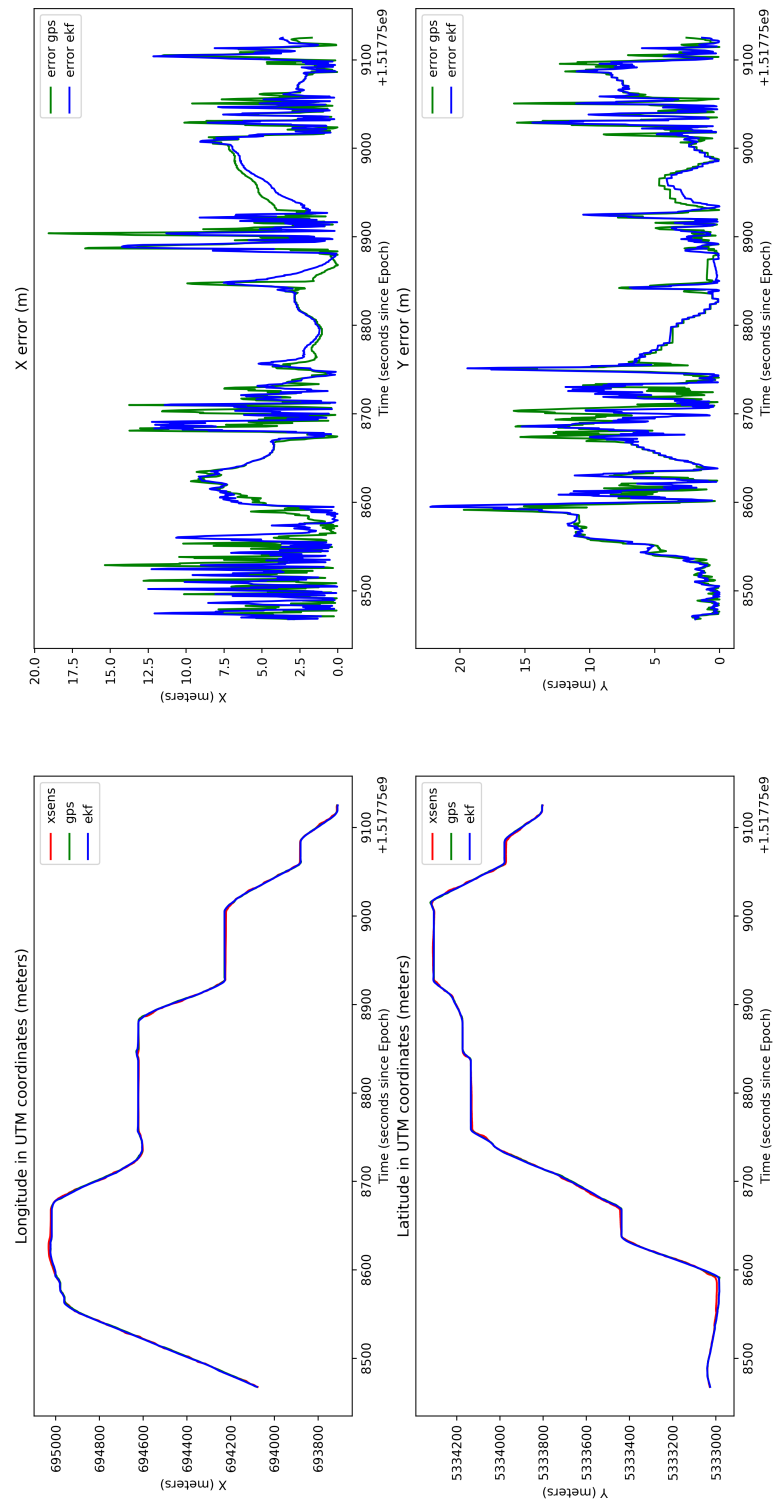 Longitude in UTM coordinates (meters)
X (meters)
695000
694800
694600
694400
694200
694000
693800
xsens
gps
ekf
8500
8600
8700
8800
8900
9000
9100
Time (seconds since Epoch)
+1.51775e9
X error (m)
X (meters)
20.0
17.5
15.0
12.5
10.0
7.5
5.0
2.5
0.0
error gps
error ekf
8500
8600
8700
8800
8900
9000
9100
Time (seconds since Epoch)
+1.51775e9
Latitude in UTM coordinates (meters)
Y (meters)
5334200
5334000
5333800
5333600
5333400
5333200
5333000
xsens
gps
ekf
8500
8600
8700
8800
8900
9000
9100
Time (seconds since Epoch)
+1.51775e9
Y error (m)
Y (meters)
20
15
10
5
0
error gps
error ekf
8500
8600
8700
8800
8900
9000
9100
Time (seconds since Epoch)
+1.51775e9